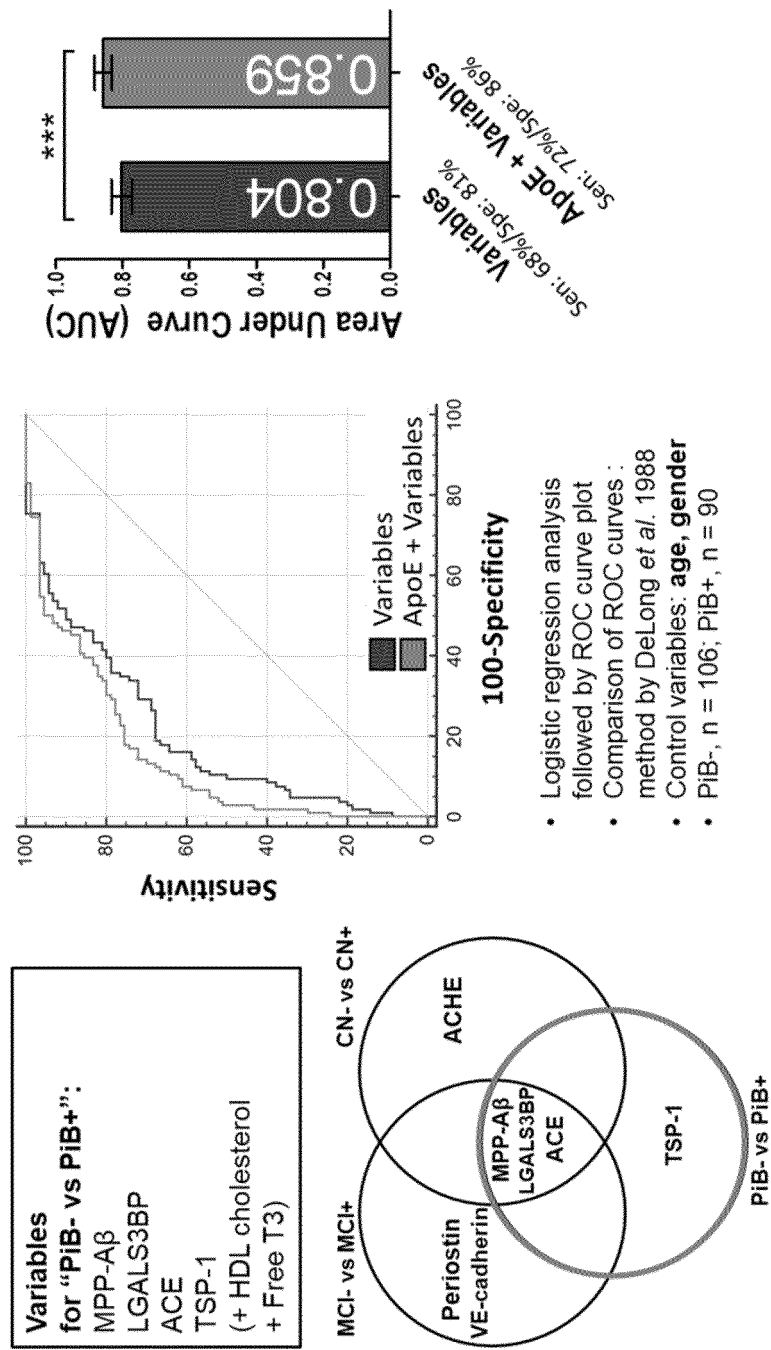 Variables
for “PiB- vs PiB+”:
MPP-Aβ
LGALS3BP
ACE
TSP-1
(+ HDL cholesterol
+ Free T3)
MCI- vs MCI+
CN- vs CN+
Periostin
VE-cadherin
MPP-Aβ
LGALS3BP
ACE
ACHE
TSP-1
PiB- vs PiB+
Sensitivity
100
80
60
40
20
0
0
20
40
60
80
100
Variables
ApoE + Variables
100-Specificity
• Logistic regression analysis
followed by ROC curve plot
• Comparison of ROC curves :
method by DeLong et al. 1988
• Control variables: age, gender
• PiB-, n = 106; PiB+, n = 90
Area Under Curve (AUC)
1.0
0.8
0.6
0.4
0.2
0.0
***
0.804
0.859
Variables
Sen: 68%/Spe: 81%
ApoE + Variables
Sen: 72%/Spe: 86%